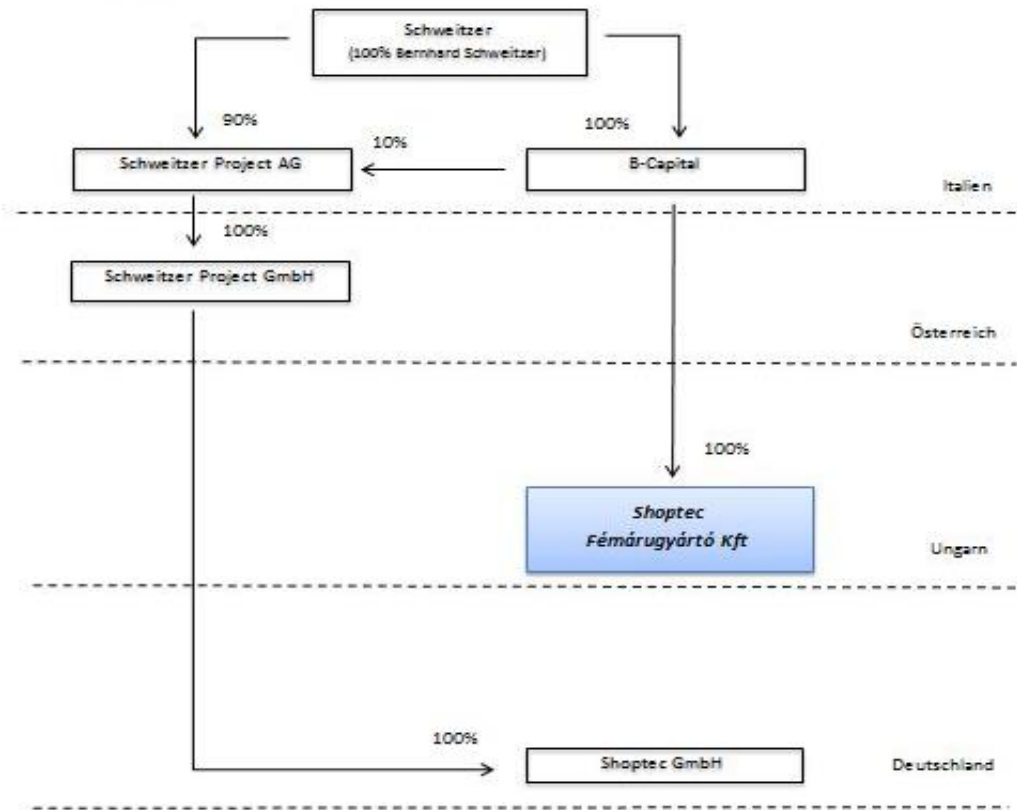 Schweitzer
(100% Bernhard Schweitzer)
90%
100%
10%
Schweitzer Project AG
B-Capital
Italien
100%
Schweitzer Project GmbH
Österreich
100%
Shoptec
Fémárugyártó Kft
Ungarn
100%
Shoptec GmbH
Deutschland